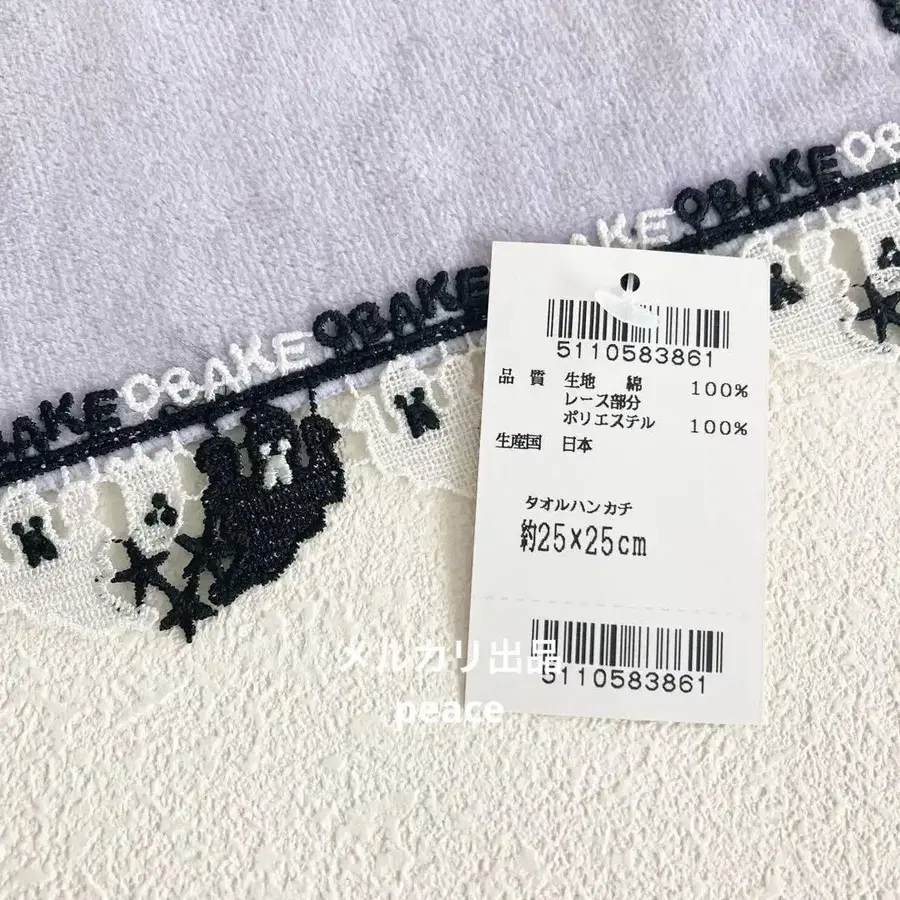 OBAKE OBAKE OBAKE OBAKE OBAKE
5110583861
品 質 生地 綿 100%
レース部分
ポリエステル 100%
生産国 日本
タオルハンカチ
約25×25cm
5110583861
メルカリ出品
peace